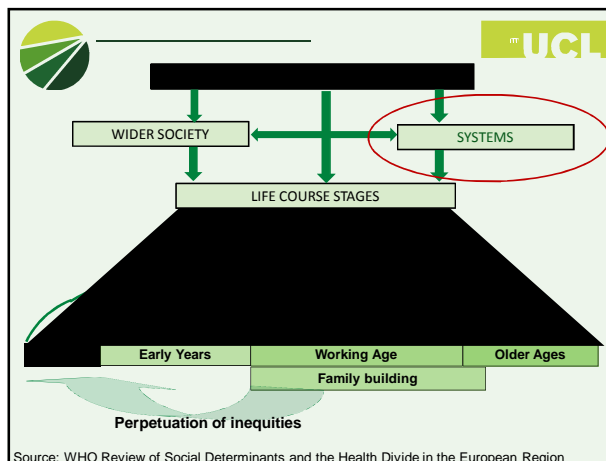 UCL
WIDER SOCIETY
SYSTEMS
LIFE COURSE STAGES
Early Years
Working Age
Older Ages
Family building
Perpetuation of inequities
Source: WHO Review of Social Determinants and the Health Divide in the European Region